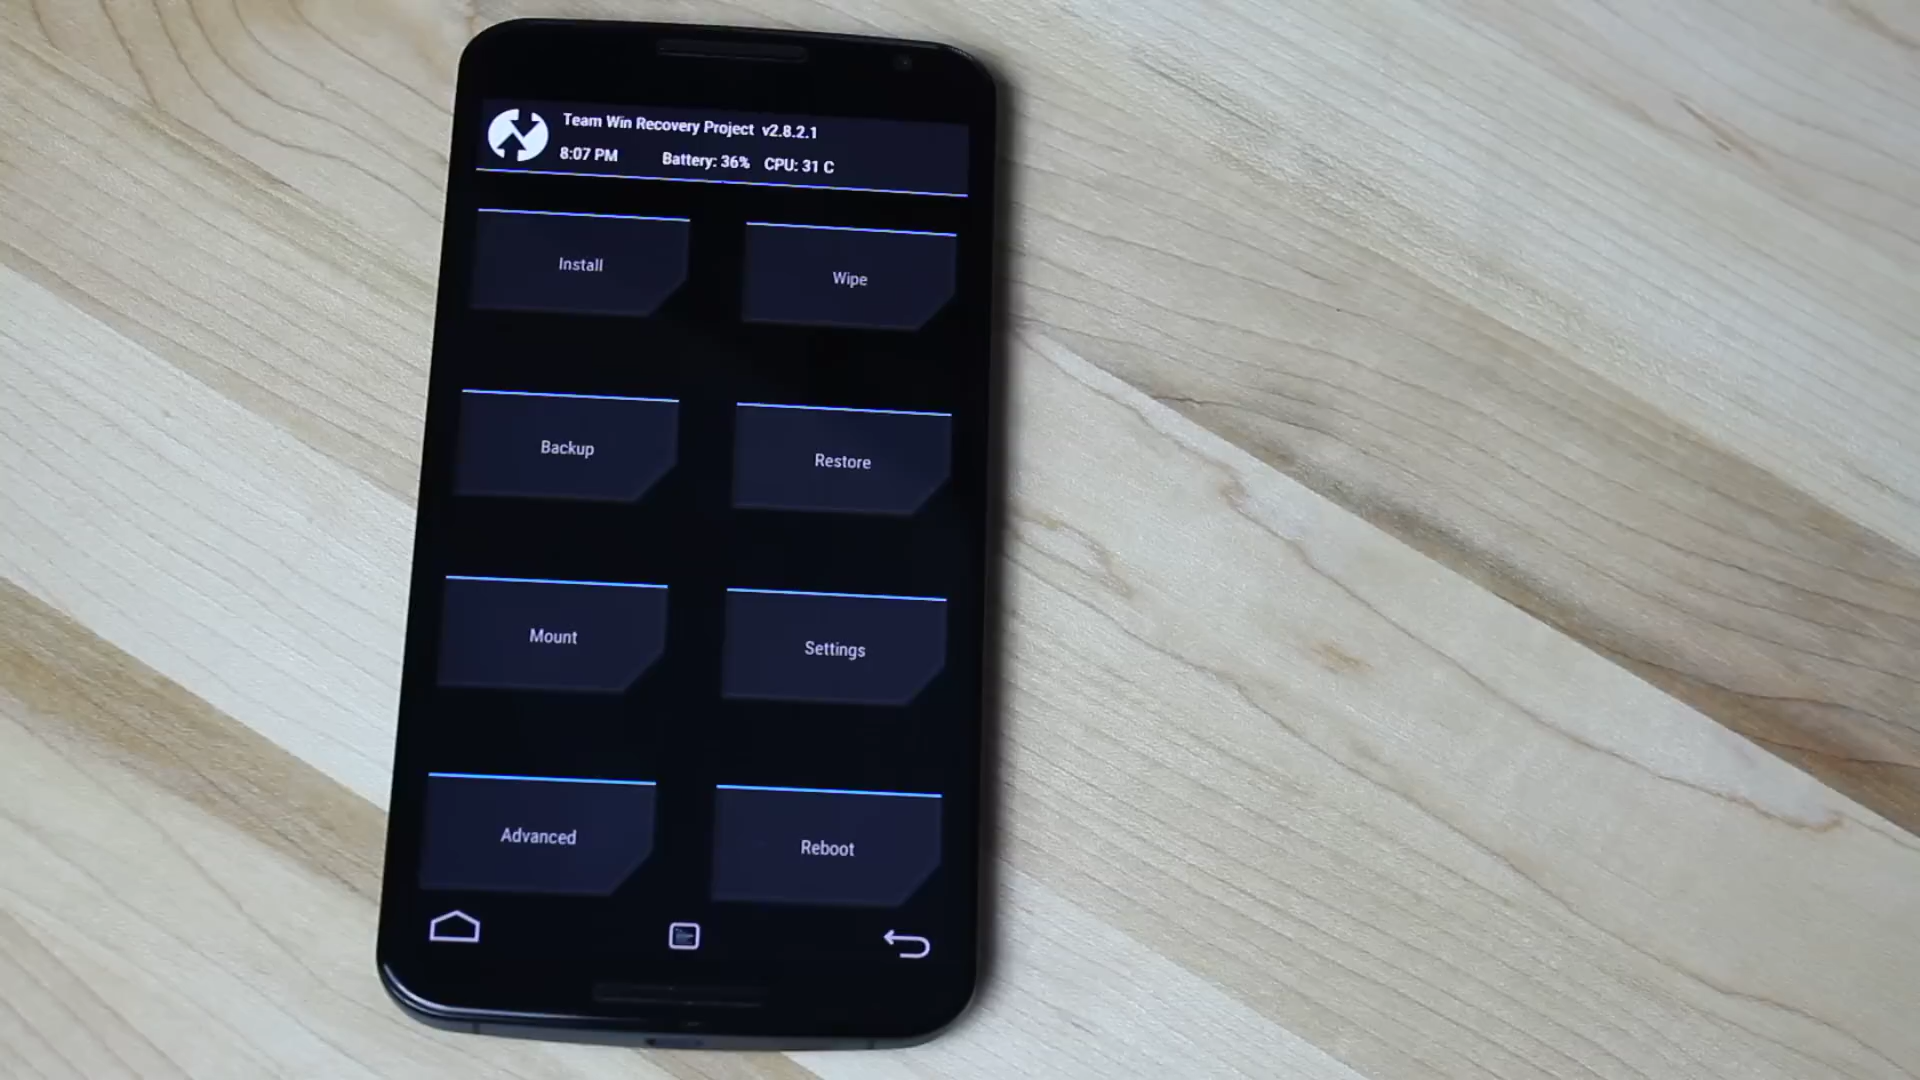 Team Win Recovery Project v2.8.2.1
8:07 PM Battery: 36% CPU: 31 C
Install
Wipe
Backup
Restore
Mount
Settings
Advanced
Reboot